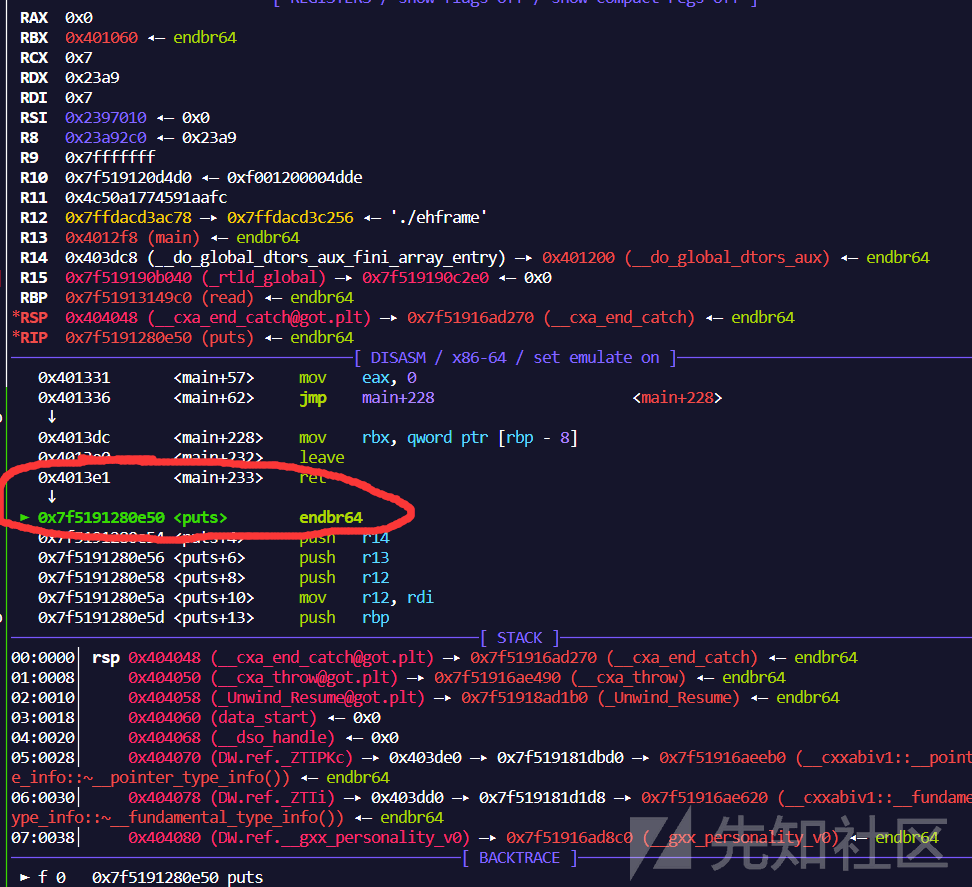 [ REGISTERS / show-flags off / show-compact-regs off ]
RAX 0x0
RBX 0x401060 ◂— endbr64
RCX 0x7
RDX 0x23a9
RDI 0x7
RSI 0x2397010 ◂— 0x0
R8 0x23a92c0 ◂— 0x23a9
R9 0x7fffffff
R10 0x7f519120d4d0 ◂— 0xf001200004dde
R11 0x4c50a1774591aafc
R12 0x7ffdacd3ac78 —▸ 0x7ffdacd3c256 ◂— './ehframe'
R13 0x4012f8 (main) ◂— endbr64
R14 0x403dc8 (__do_global_dtors_aux_fini_array_entry) —▸ 0x401200 (__do_global_dtors_aux) ◂— endbr64
R15 0x7f519190b040 (_rtld_global) —▸ 0x7f519190c2e0 ◂— 0x0
RBP 0x7f51913149c0 (read) ◂— endbr64
*RSP 0x404048 (__cxa_end_catch@got.plt) —▸ 0x7f51916ad270 (__cxa_end_catch) ◂— endbr64
*RIP 0x7f5191280e50 (puts) ◂— endbr64
[ DISASM / x86-64 / set emulate on ]
0x401331 <main+57> mov eax, 0
0x401336 <main+62> jmp main+228 <main+228>
↓
0x4013dc <main+228> mov rbx, qword ptr [rbp - 8]
0x4013e0 <main+232> leave
0x4013e1 <main+233> ret
↓
► 0x7f5191280e50 <puts> endbr64
0x7f5191280e54 <puts+4> push r14
0x7f5191280e56 <puts+6> push r13
0x7f5191280e58 <puts+8> push r12
0x7f5191280e5a <puts+10> mov r12, rdi
0x7f5191280e5d <puts+13> push rbp
[ STACK ]
00:0000│ rsp 0x404048 (__cxa_end_catch@got.plt) —▸ 0x7f51916ad270 (__cxa_end_catch) ◂— endbr64
01:0008│ 0x404050 (__cxa_throw@got.plt) —▸ 0x7f51916ae490 (__cxa_throw) ◂— endbr64
02:0010│ 0x404058 (_Unwind_Resume@got.plt) —▸ 0x7f51918ad1b0 (_Unwind_Resume) ◂— endbr64
03:0018│ 0x404060 (data_start) ◂— 0x0
04:0020│ 0x404068 (__dso_handle) ◂— 0x0
05:0028│ 0x404070 (DW.ref._ZTIPKc) —▸ 0x403de0 —▸ 0x7f519181dbd0 —▸ 0x7f51916aeeb0 (__cxxabiv1::__point
e_info::~__pointer_type_info()) ◂— endbr64
06:0030│ 0x404078 (DW.ref._ZTIi) —▸ 0x403dd0 —▸ 0x7f519181d1d8 —▸ 0x7f51916ae620 (__cxxabiv1::__fundame
ype_info::~__fundamental_type_info()) ◂— endbr64
07:0038│ 0x404080 (DW.ref.__gxx_personality_v0) —▸ 0x7f51916ad8c0 (__gxx_personality_v0) ◂— endbr64
[ BACKTRACE ]
► f 0 0x7f5191280e50 puts
先知社区